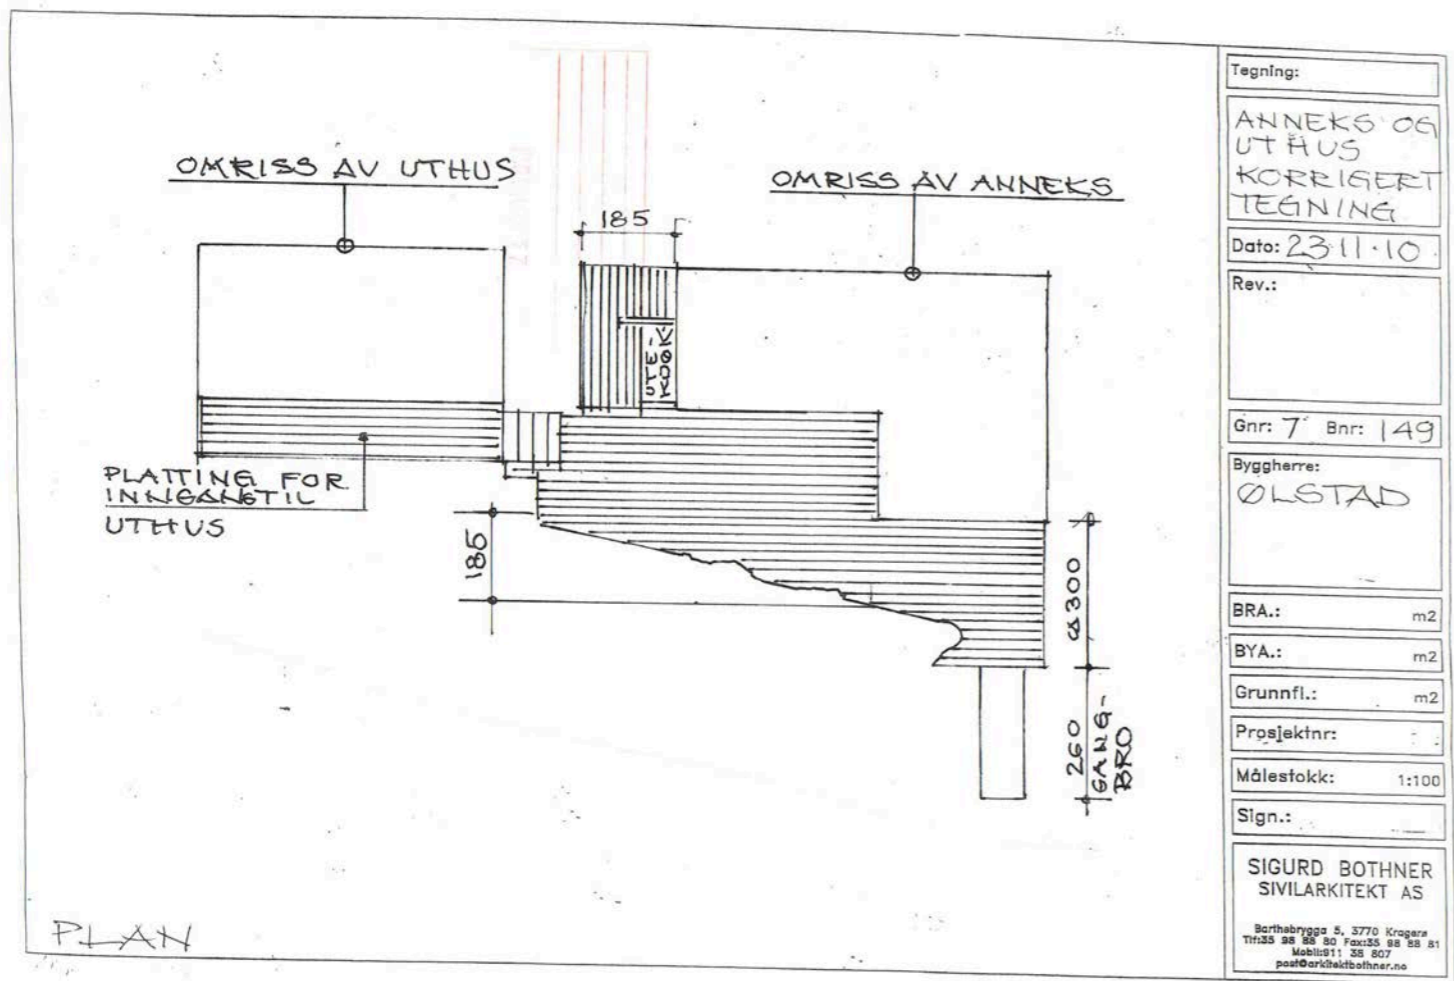 OMRISS AV UTHUS
OMRISS AV ANNEKS
185
UTE-
KJØK.
PLATTING FOR
INNGANG TIL
UTHUS
185
300
260
GANG-
BRO
PLAN
Tegning:
ANNEKS OG
UTHUS
KORRIGERT
TEGNING
Dato: 23·11·10
Rev.:
Gnr: 7 Bnr: 149
Byggherre:
ØLSTAD
BRA.: m2
BYA.: m2
Grunnfl.: m2
Prosjektnr:
Målestokk: 1:100
Sign.:
SIGURD BOTHNER
SIVILARKITEKT AS
Barthebrygga 5, 3770 Kragerø
Tlf:35 98 88 80 Fax:35 98 88 81
Mobil:911 38 807
post@arkitektbothner.no